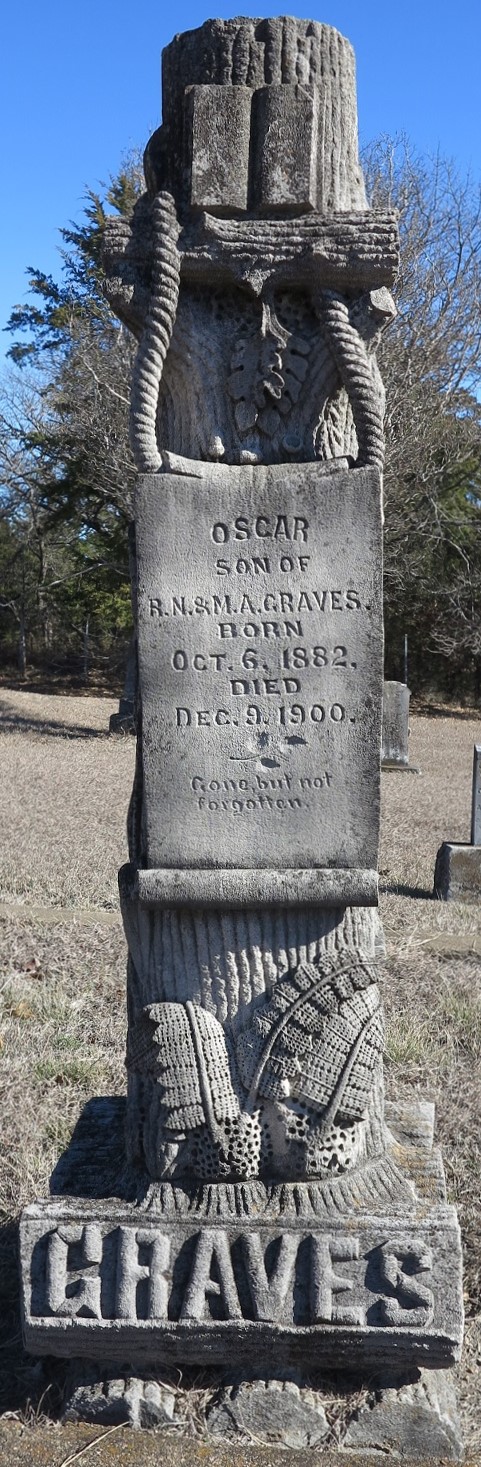 OSCAR
SON OF
R.N.&M.A.GRAVES.
BORN
OCT. 6, 1882,
DIED
DEC. 9, 1900.
Gone, but not
forgotten.
GRAVES